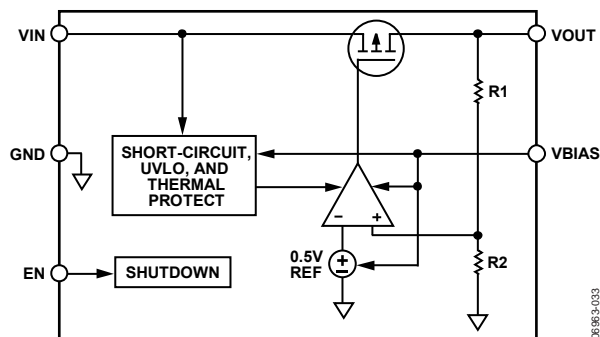 VIN
VOUT
R1
GND
SHORT-CIRCUIT,
UVLO, AND
THERMAL
PROTECT
VBIAS
0.5V
REF
R2
EN
SHUTDOWN
06963-033